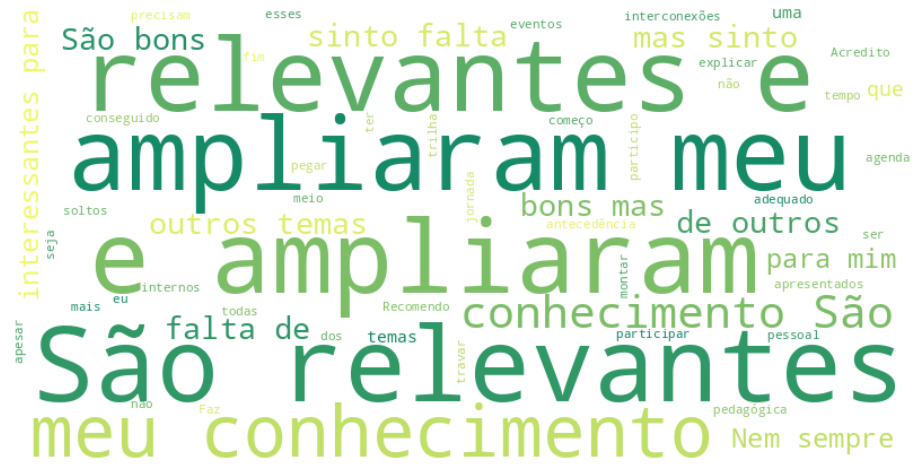 precisam
esses
interconexões
uma
eventos
São bons
sinto falta
mas sinto
Acredito
fim
explicar
relevantes e
interessantes para
não
tempo
que
conseguido
ter
trilha
começo
participo
ampliaram meu
pegar
agenda
meio
jornada
adequado
soltos
bons mas
outros temas
antecedência
de outros
seja
ser
e ampliaram
para mim
internos
montar
apresentados
mais
eu
todas
Recomendo
conhecimento São
apesar
falta de
dos
temas
travar
participar
pessoal
São relevantes
não
Faz
pedagógica
meu conhecimento
Nem sempre